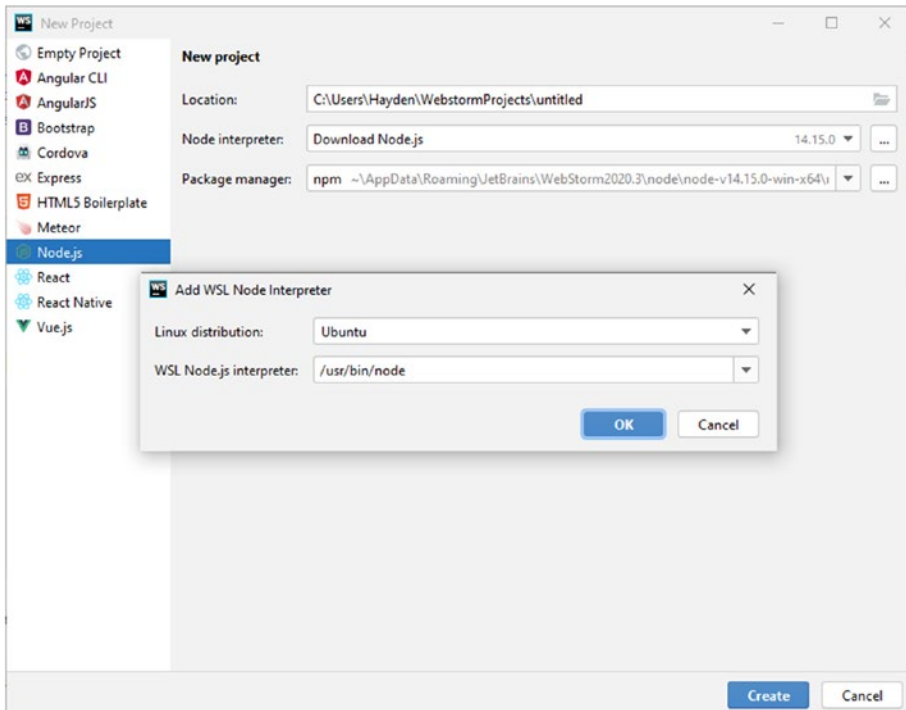 New Project
Empty Project
Angular CLI
AngularJS
Bootstrap
Cordova
Express
HTML5 Boilerplate
Meteor
Node.js
React
React Native
Vue.js
New project
Location: C:\Users\Hayden\WebstormProjects\untitled
Node interpreter: Download Node.js 14.15.0 ...
Package manager: npm ~\AppData\Roaming\JetBrains\WebStorm2020.3\node\node-v14.15.0-win-x64\ ...
WS Add WSL Node Interpreter
Linux distribution: Ubuntu
WSL Node.js interpreter: /usr/bin/node
OK Cancel
Create Cancel